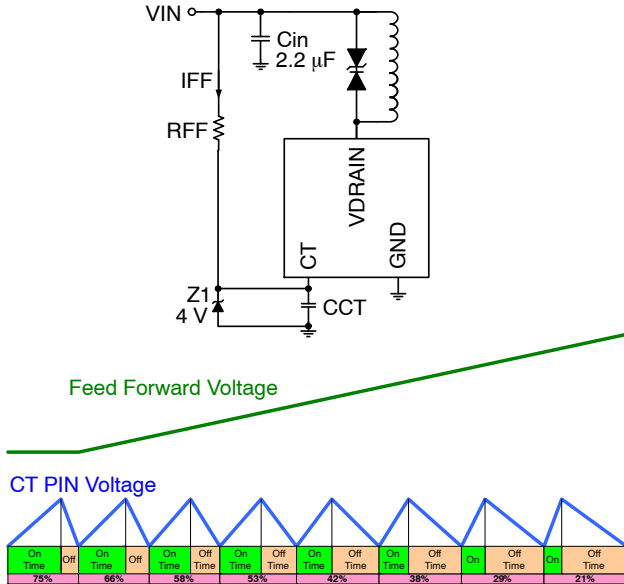 VIN
Cin
2.2 μF
IFF
RFF
VDRAIN
CT
GND
Z1
4 V
CCT
Feed Forward Voltage
CT PIN Voltage
On Time Off On Time Off On Time Off Time On Time Off Time On Time Off Time On Time Off Time On Off Time On Off Time
75% 66% 58% 53% 42% 38% 29% 21%